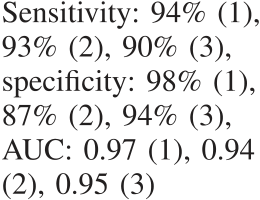 Sensitivity: 94% (1),
93% (2), 90% (3),
specificity: 98% (1),
87% (2), 94% (3),
AUC: 0.97 (1), 0.94
(2), 0.95 (3)